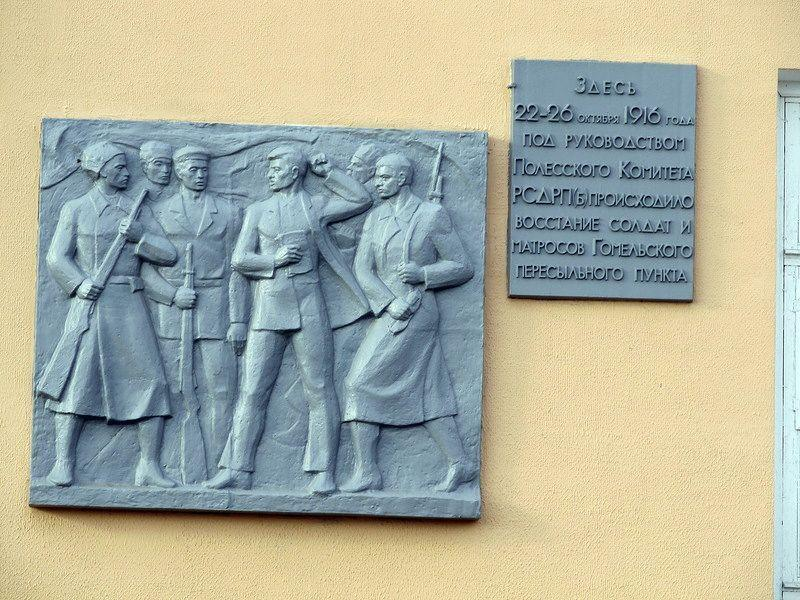 Здесь
22-26 октября 1916 года
под руководством
Полесского Комитета
РСДРП(б) происходило
восстание солдат и
матросов Гомельского
пересыльного пункта